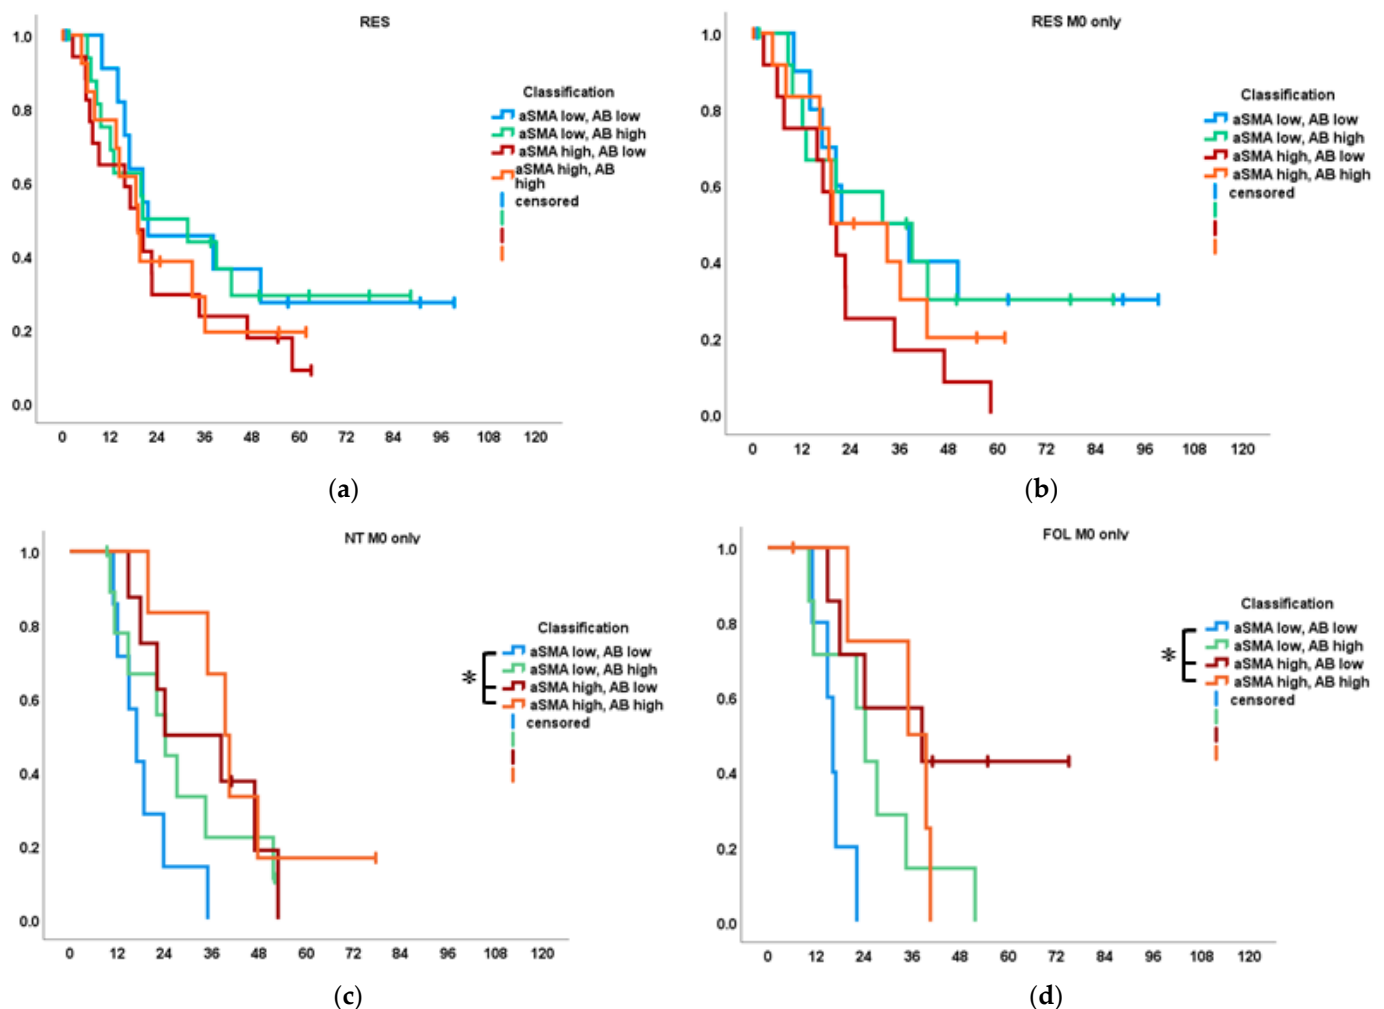 RES
1.0
0.8
0.6
0.4
0.2
0.0
Classification
aSMA low, AB low
aSMA low, AB high
aSMA high, AB low
aSMA high, AB
high
censored
0 12 24 36 48 60 72 84 96 108 120
(a)
RES M0 only
1.0
0.8
0.6
0.4
0.2
0.0
Classification
aSMA low, AB low
aSMA low, AB high
aSMA high, AB low
aSMA high, AB high
censored
0 12 24 36 48 60 72 84 96 108 120
(b)
NT M0 only
1.0
0.8
0.6
0.4
0.2
0.0
Classification
aSMA low, AB low
aSMA low, AB high
aSMA high, AB low
aSMA high, AB high
censored
*
0 12 24 36 48 60 72 84 96 108 120
(c)
FOL M0 only
1.0
0.8
0.6
0.4
0.2
0.0
Classification
aSMA low, AB low
aSMA low, AB high
aSMA high, AB low
aSMA high, AB high
censored
*
0 12 24 36 48 60 72 84 96 108 120
(d)